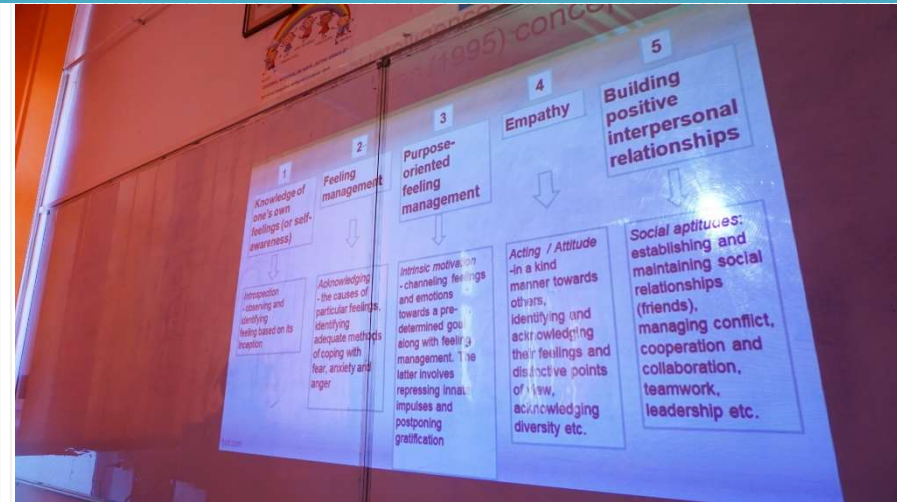 (1995) concep
1
Knowledge of
one's own
feelings (or self-
awareness)
Introspection
- observing and
identifying
feeling based on its
inception
2
Feeling
management
Acknowledging
- the causes of
particular feelings,
identifying
adequate methods
of coping with
fear, anxiety and
anger
3
Purpose-
oriented
feeling
management
Intrinsic motivation
- channeling feelings
and emotions
towards a pre-
determined goal
along with feeling
management. The
latter involves
repressing innate
impulses and
postponing
gratification
4
Empathy
Acting / Attitude
-in a kind
manner towards
others,
identifying and
acknowledging
their feelings and
distinctive points
of view,
acknowledging
diversity etc.
5
Building
positive
interpersonal
relationships
Social aptitudes:
establishing and
maintaining social
relationships
(friends),
managing conflict,
cooperation and
collaboration,
teamwork,
leadership etc.